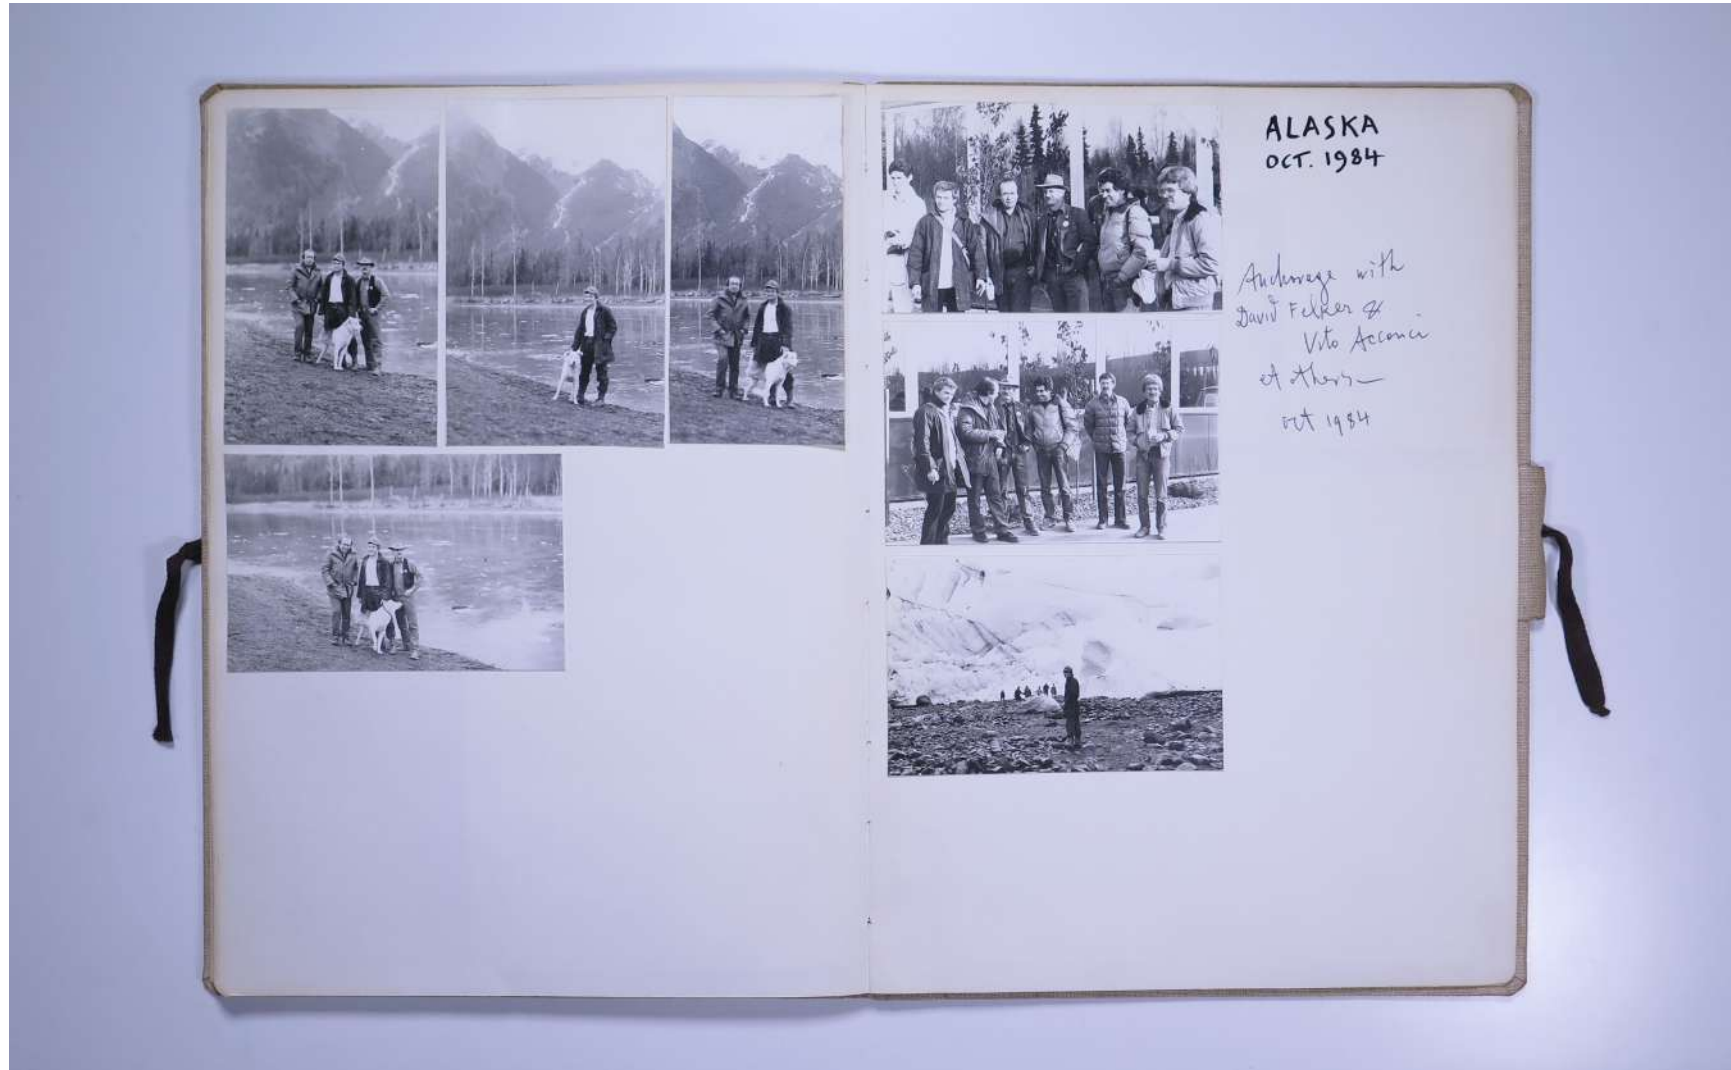 ALASKA
OCT. 1984
Anchorage with
David Felker &
Vito Acconci
et others
oct 1984